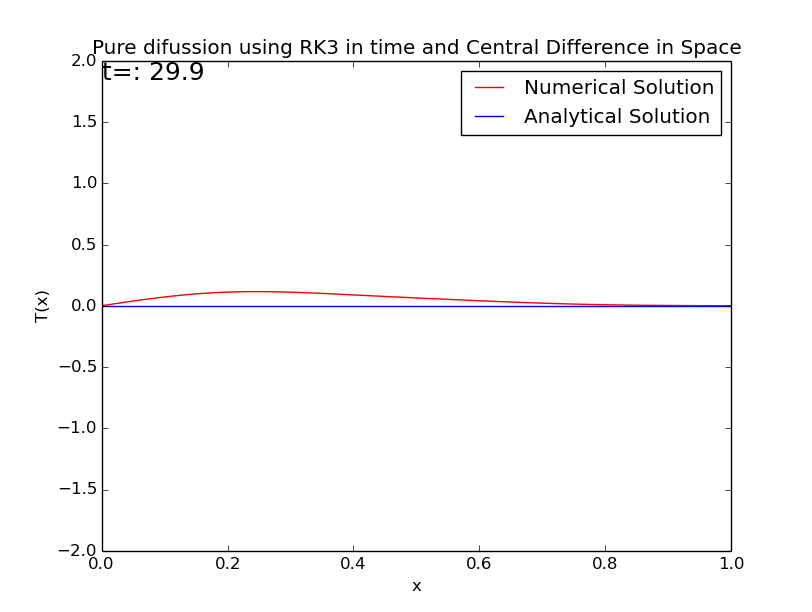 Pure difussion using RK3 in time and Central Difference in Space
t=: 29.9
Numerical Solution
Analytical Solution
2.0
1.5
1.0
0.5
0.0
−0.5
−1.0
−1.5
−2.0
T(x)
0.0 0.2 0.4 0.6 0.8 1.0
x